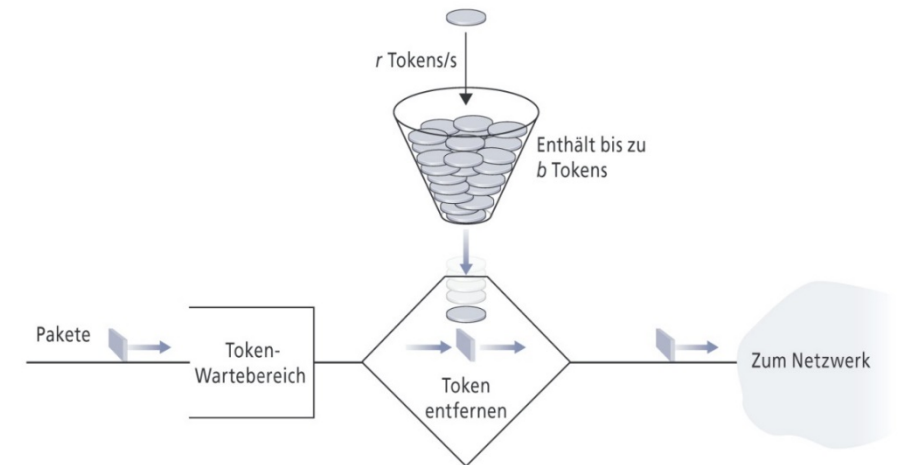 r Tokens/s
Enthält bis zu
b Tokens
Pakete
Token-
Wartebereich
Token
entfernen
Zum Netzwerk